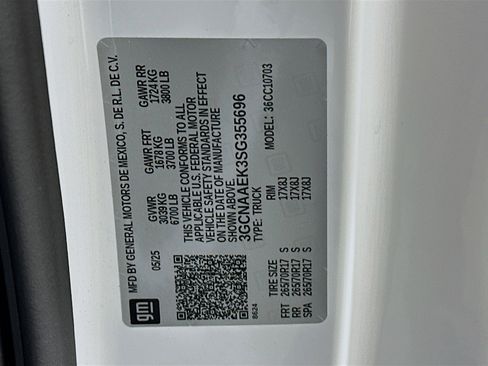 MFD BY GENERAL MOTORS DE MEXICO, S. DE R.L. DE C.V.
05/25 GVWR GAWR FRT GAWR RR
3039 KG 1678 KG 1724 KG
6700 LB 3700 LB 3800 LB
gm
THIS VEHICLE CONFORMS TO ALL
APPLICABLE U.S. FEDERAL MOTOR
VEHICLE SAFETY STANDARDS IN EFFECT
ON THE DATE OF MANUFACTURE
SHOWN ABOVE.
3GCNAAEK3SG355696
8624 TYPE: TRUCK MODEL: 36CC10703
TIRE SIZE RIM
FRT 265/70R17 S 17X8J
RR 265/70R17 S 17X8J
SPA 265/70R17 S 17X8J